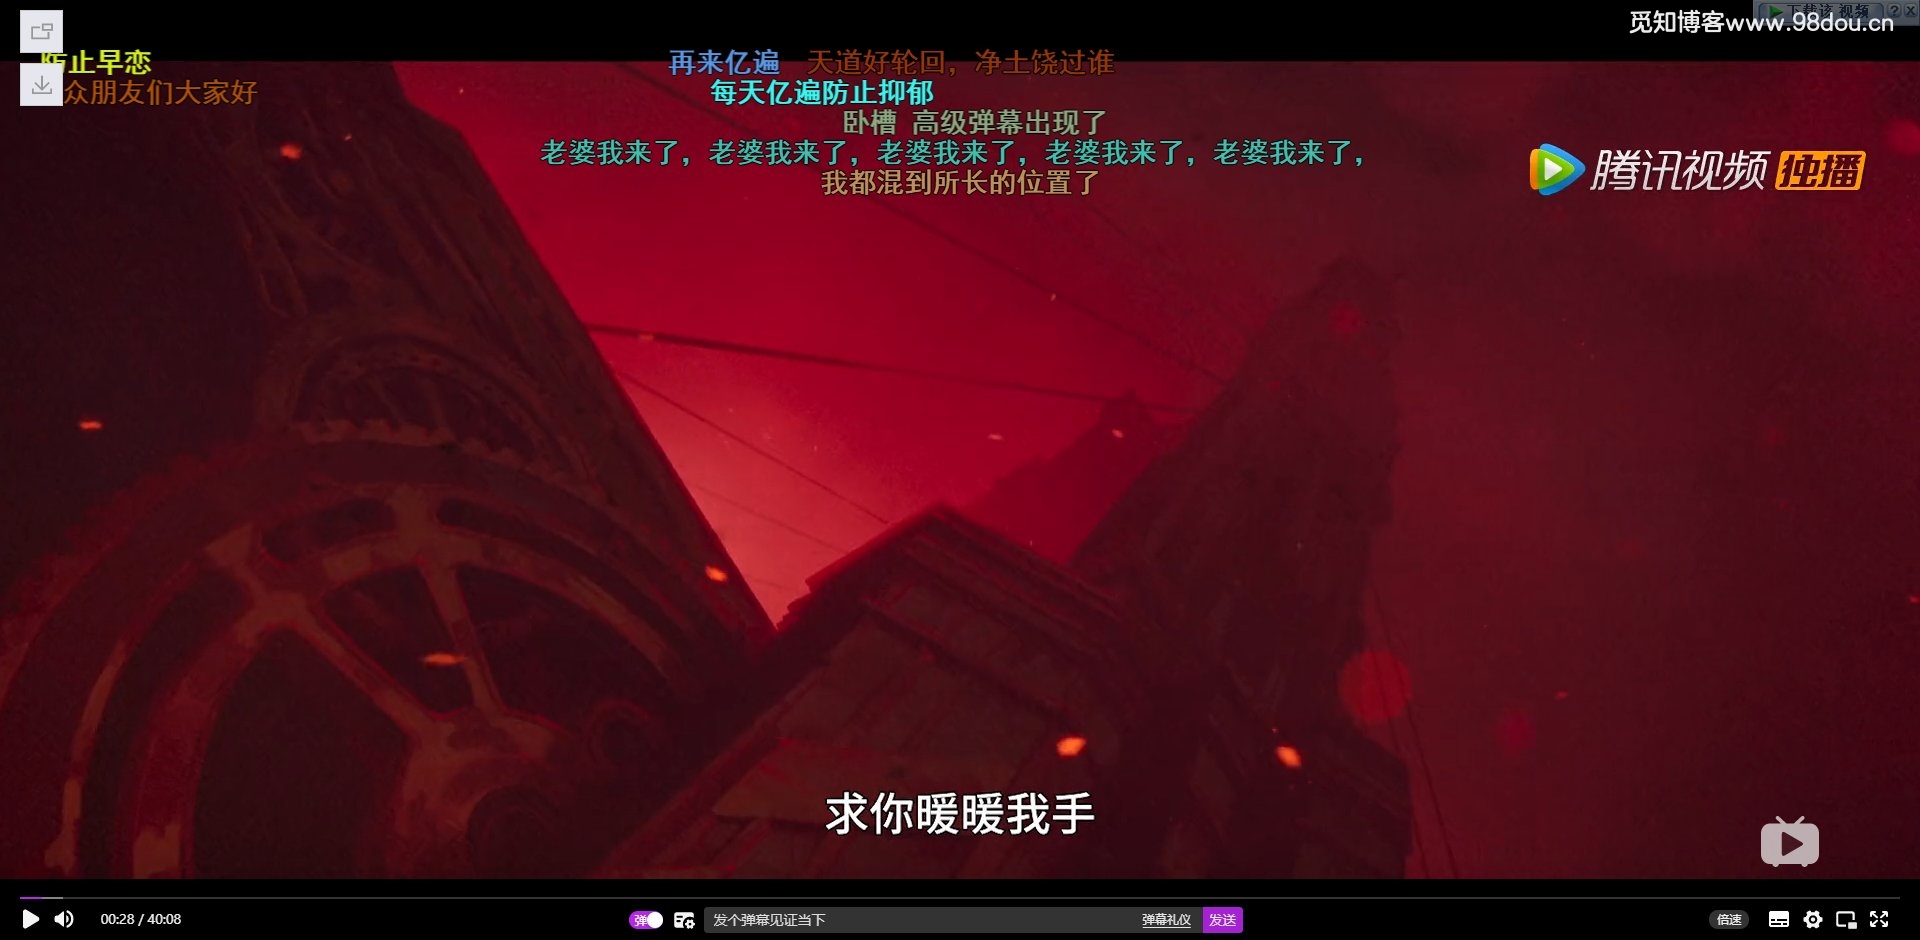 下载该视频 ? X
觅知博客www.98dou.cn
防止早恋
再来亿遍 天道好轮回，净土饶过谁
众朋友们大家好
每天亿遍防止抑郁
卧槽 高级弹幕出现了
老婆我来了，老婆我来了，老婆我来了，老婆我来了，老婆我来了，
腾讯视频 独播
我都混到所长的位置了
求你暖暖我手
00:28 / 40:08
弹
发个弹幕见证当下
弹幕礼仪
发送
倍速